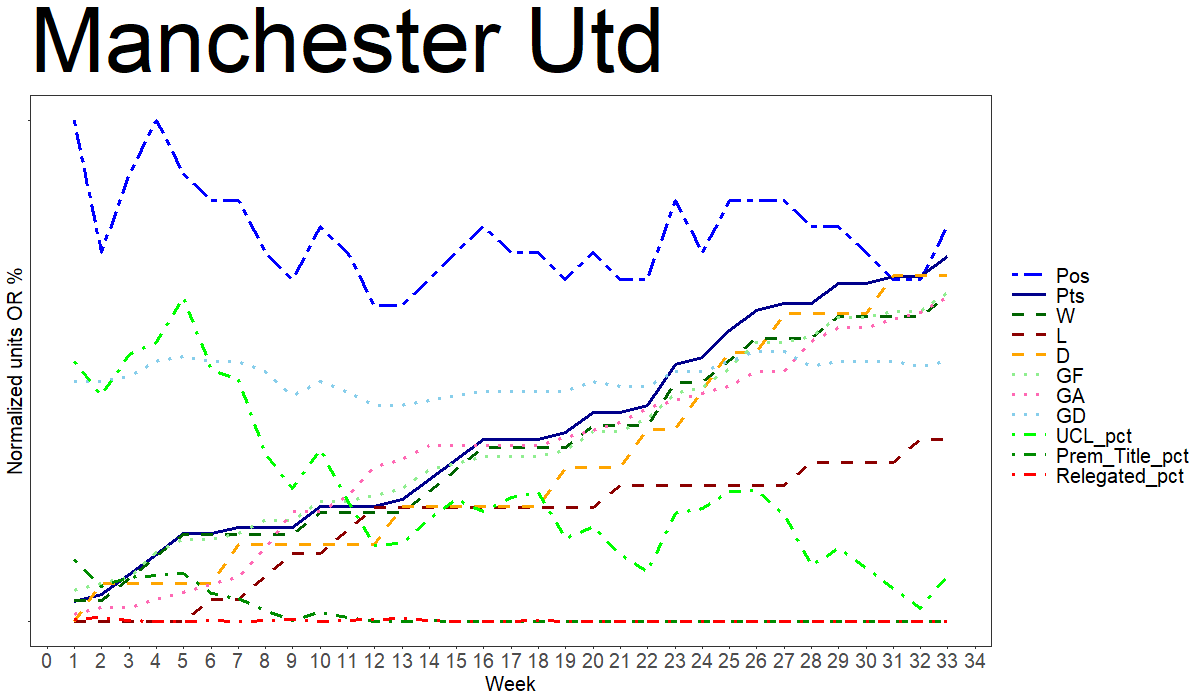 Manchester Utd
Normalized units OR %
Pos
Pts
W
L
D
GF
GA
GD
UCL_pct
Prem_Title_pct
Relegated_pct
0 1 2 3 4 5 6 7 8 9 10 11 12 13 14 15 16 17 18 19 20 21 22 23 24 25 26 27 28 29 30 31 32 33 34
Week